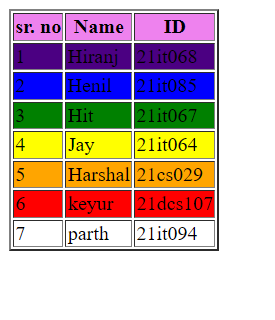 sr. no Name ID
1 Hiranj 21it068
2 Henil 21it085
3 Hit 21it067
4 Jay 21it064
5 Harshal 21cs029
6 keyur 21dcs107
7 parth 21it094